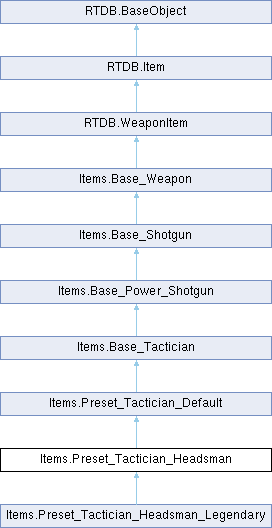 RTDB.BaseObject
RTDB.Item
RTDB.WeaponItem
Items.Base_Weapon
Items.Base_Shotgun
Items.Base_Power_Shotgun
Items.Base_Tactician
Items.Preset_Tactician_Default
Items.Preset_Tactician_Headsman
Items.Preset_Tactician_Headsman_Legendary